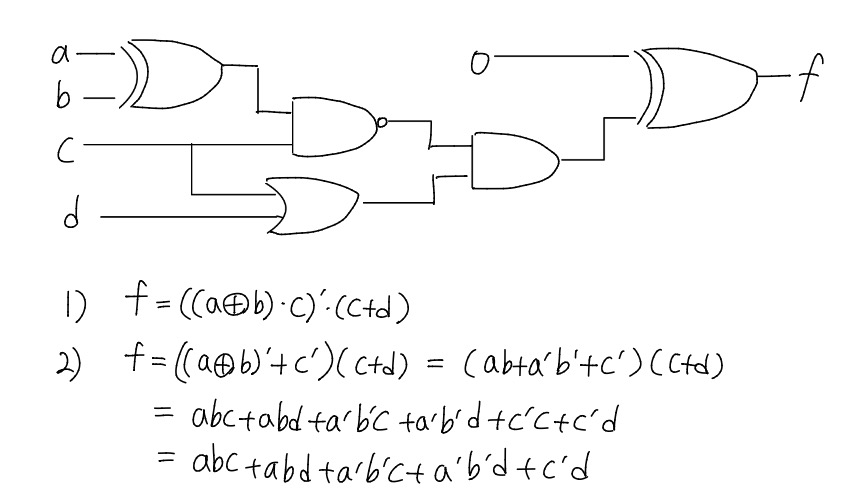 a
b
c
d
0
f
1) f = ((a⊕b)·c)′·(c+d)
2) f = ((a⊕b)′+c′)(c+d) = (ab+a′b′+c′)(c+d)
= abc+abd+a′b′c+a′b′d+c′c+c′d
= abc+abd+a′b′c+a′b′d+c′d